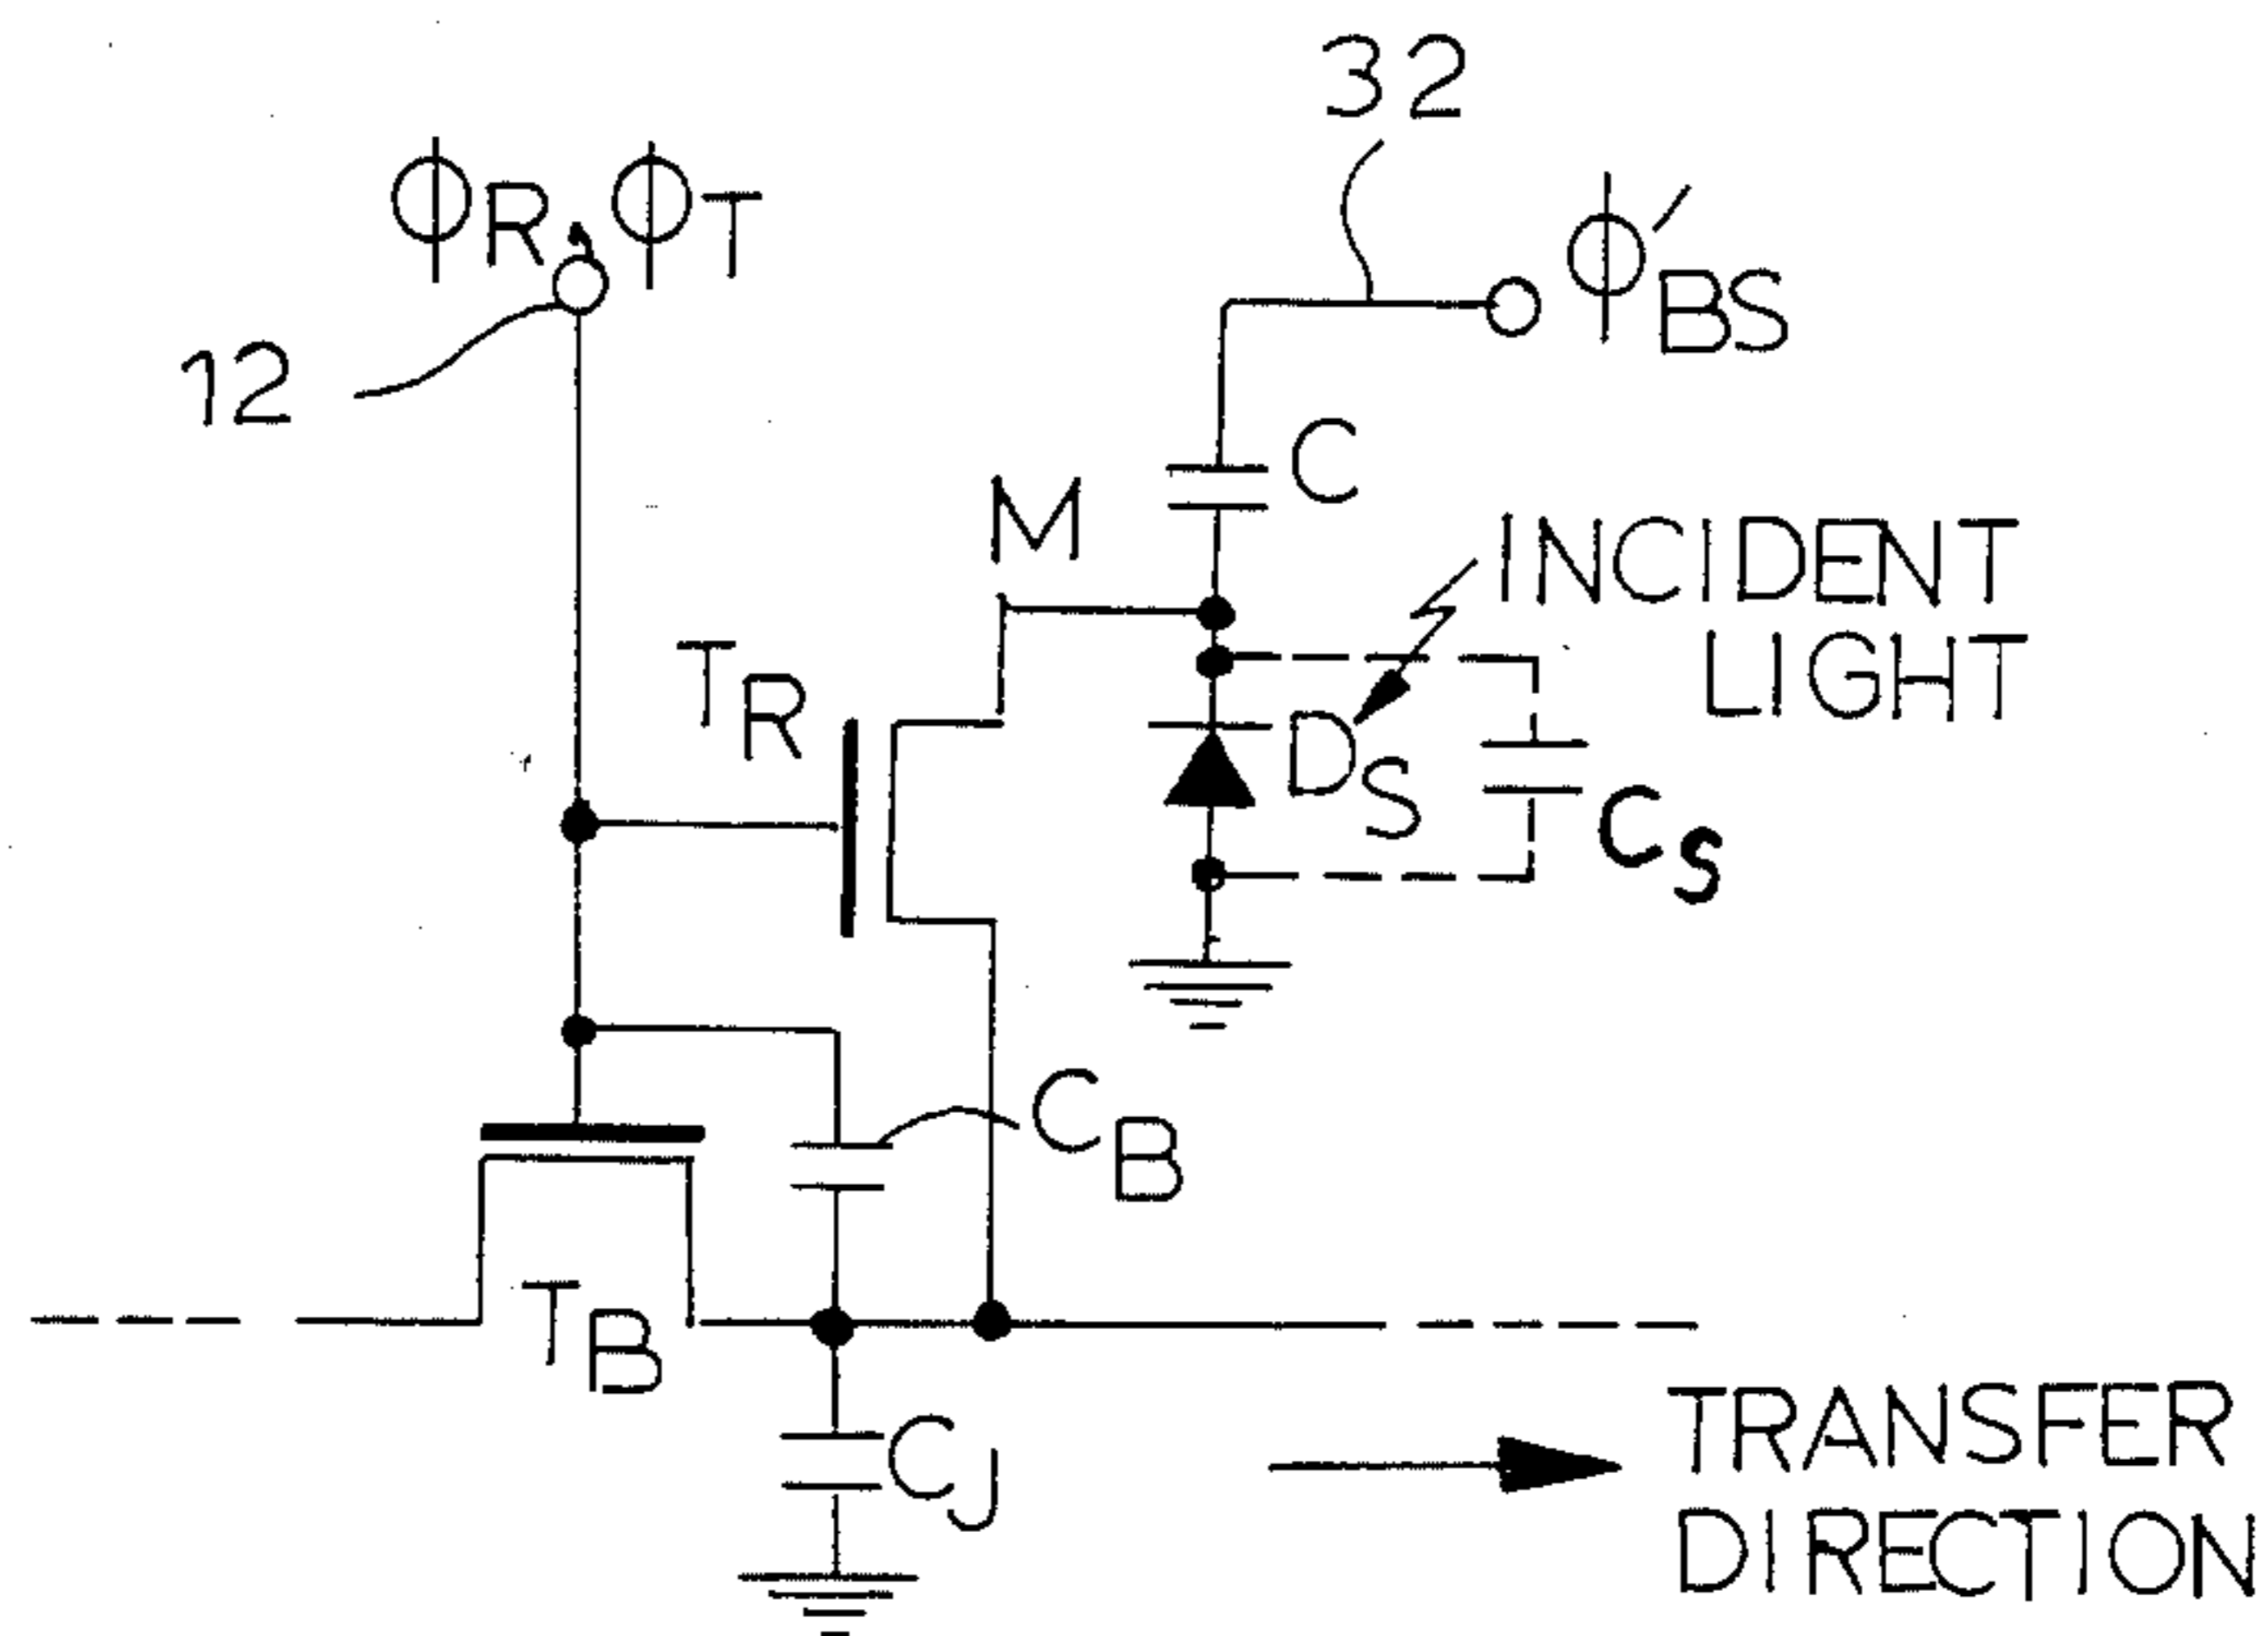 32
ϕR, ϕT
ϕ'BS
12
C
M
INCIDENT
LIGHT
TR
DS
CS
CB
TB
CJ
TRANSFER
DIRECTION